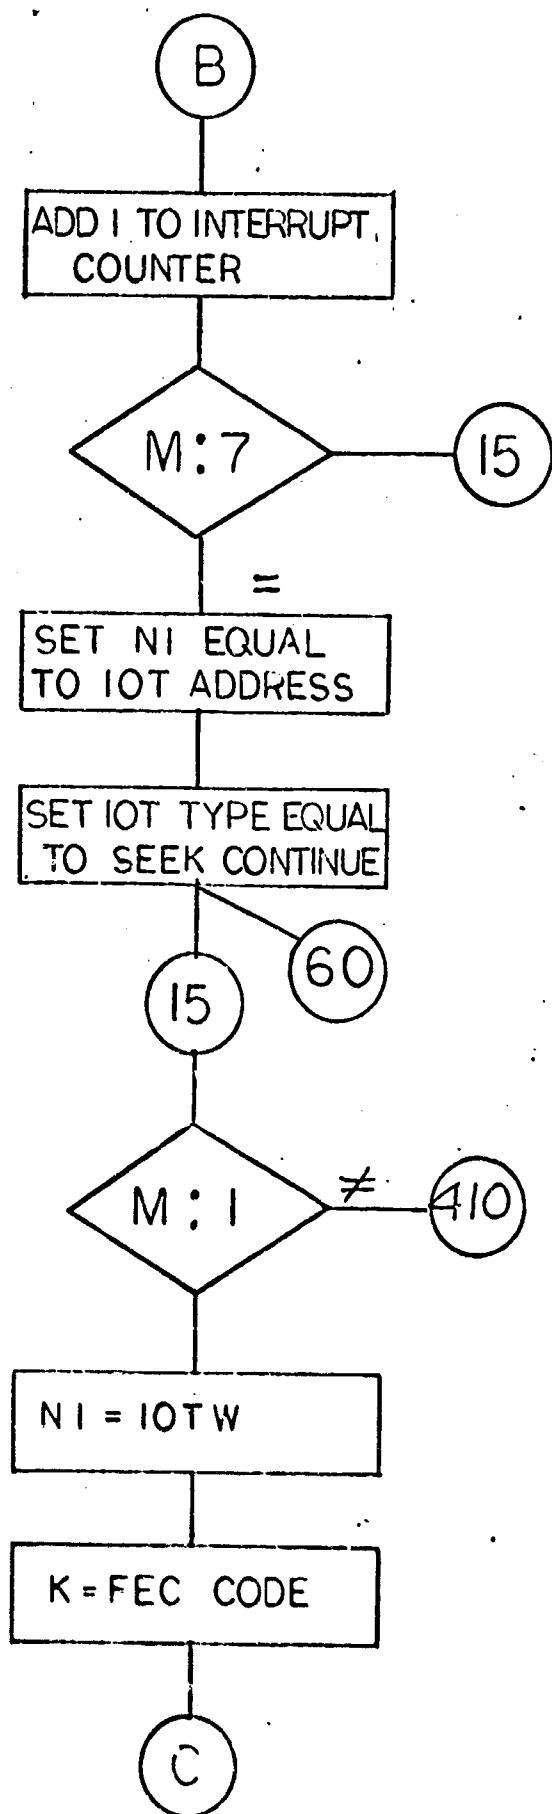 B
ADD 1 TO INTERRUPT
COUNTER
M:7
15
=
SET N1 EQUAL
TO IOT ADDRESS
SET IOT TYPE EQUAL
TO SEEK CONTINUE
60
15
M:1
≠
410
N1 = IOTW
K=FEC CODE
C